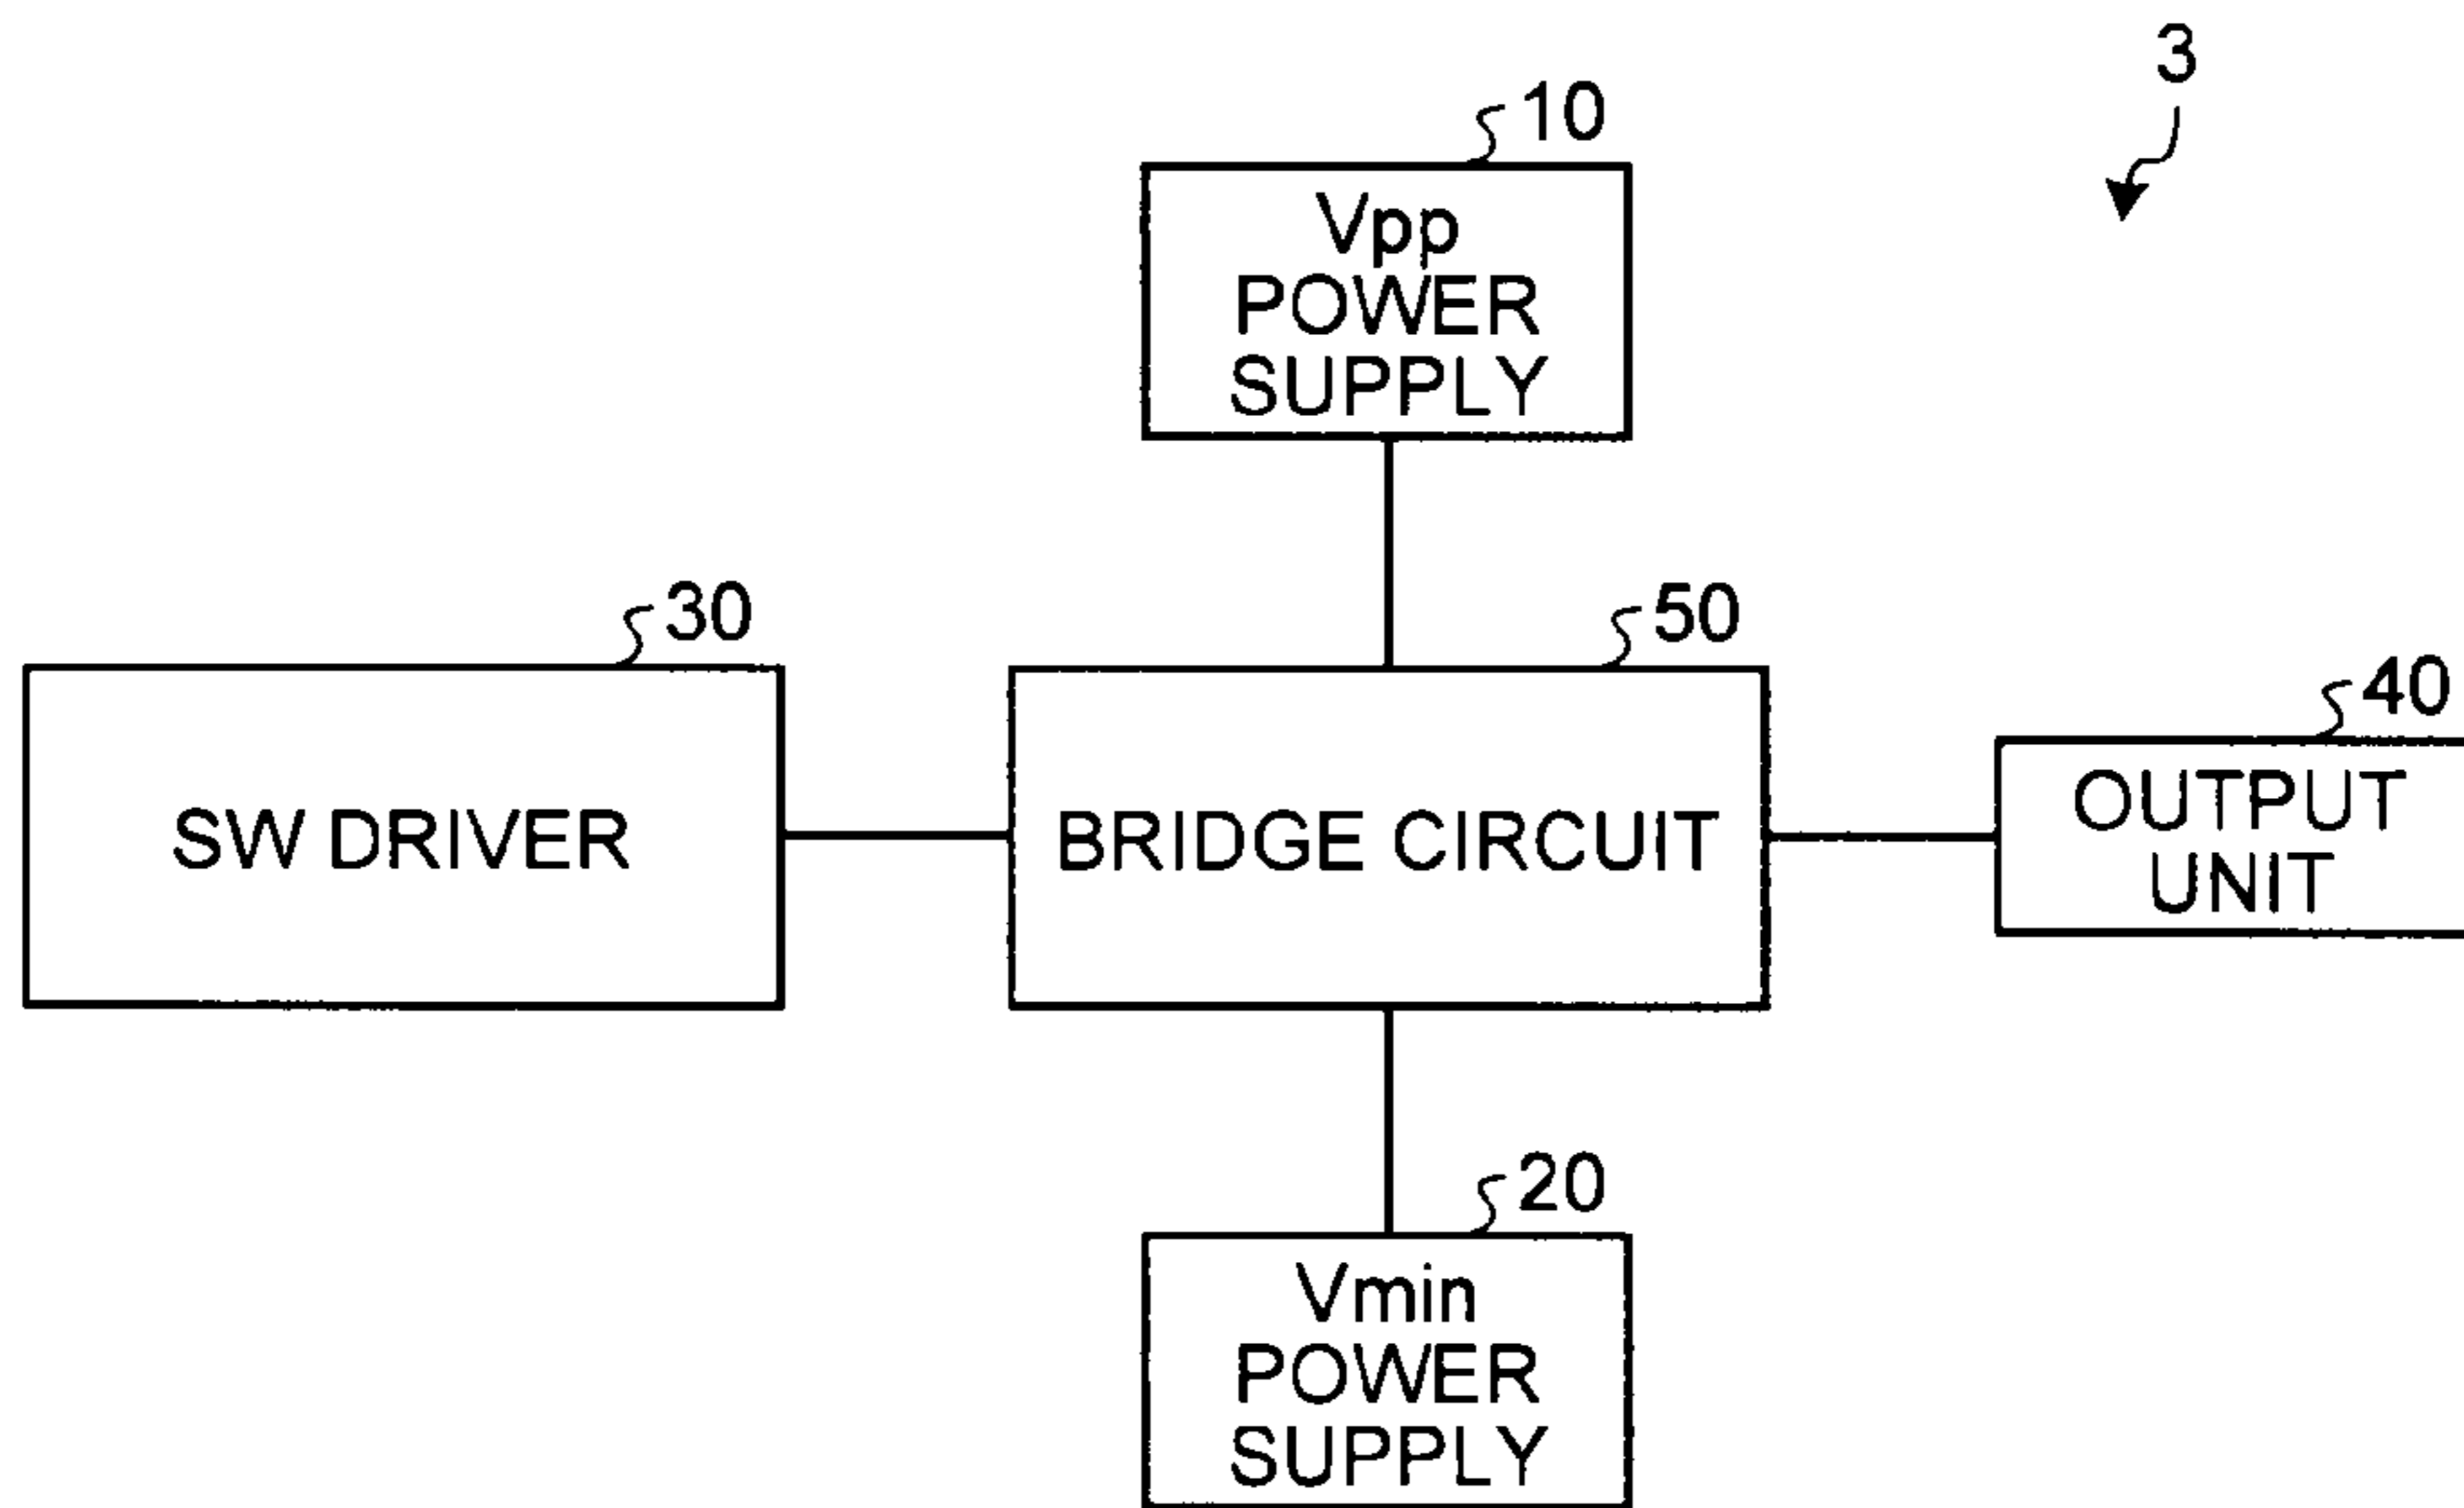 3
10
Vpp
POWER
SUPPLY
30
50
40
SW DRIVER
BRIDGE CIRCUIT
OUTPUT
UNIT
20
Vmin
POWER
SUPPLY